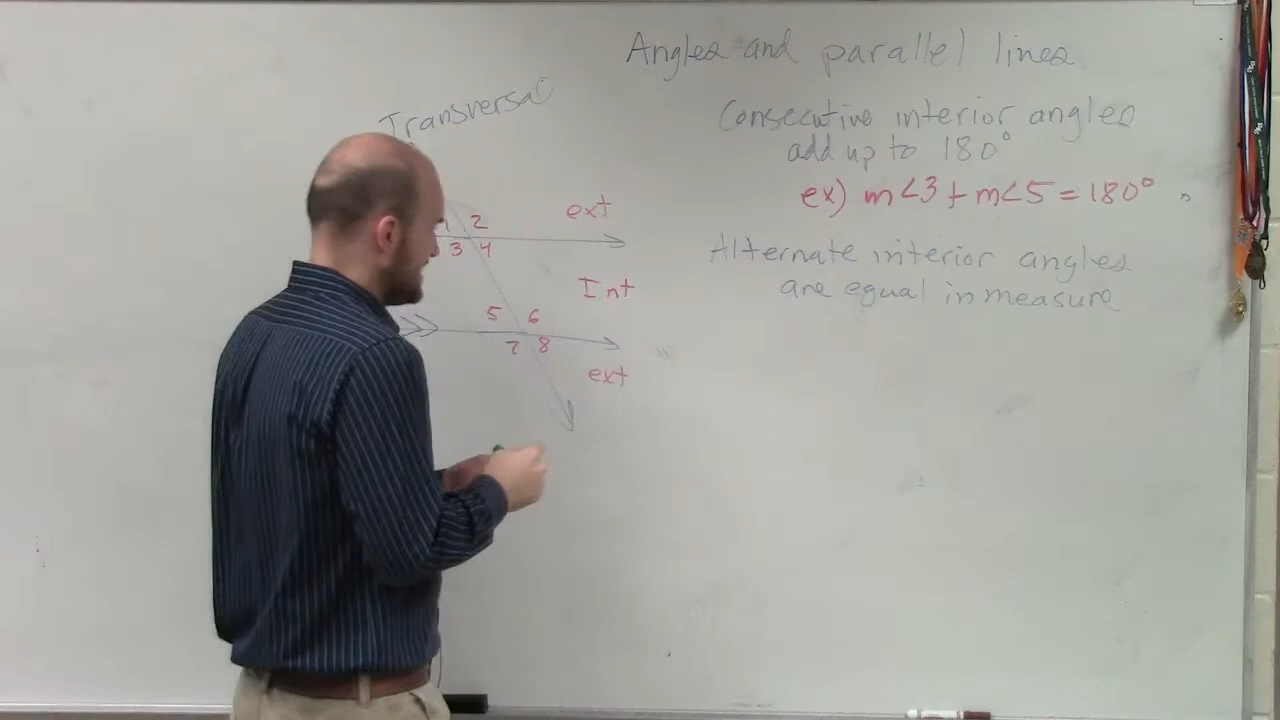 Angles and parallel lines
Transversal
Consecutive interior angles
add up to 180°
ex) m∠3 + m∠5 = 180°
Alternate interior angles
are equal in measure
1 2 ext
3 4
Int
5 6
7 8
ext